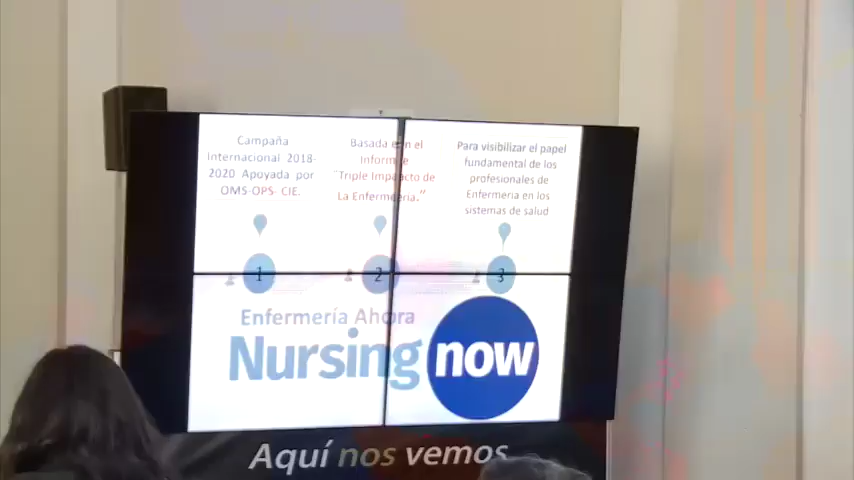 Campaña
Internacional 2018-
2020 Apoyada por
OMS-OPS CIE.
Basada en el
Informe
"Triple Impacto de
La Enfermería."
Para visibilizar el papel
fundamental de los
profesionales de
Enfermería en los
sistemas de salud
1
2
3
Enfermería Ahora
Nursing now
Aquí nos vemos